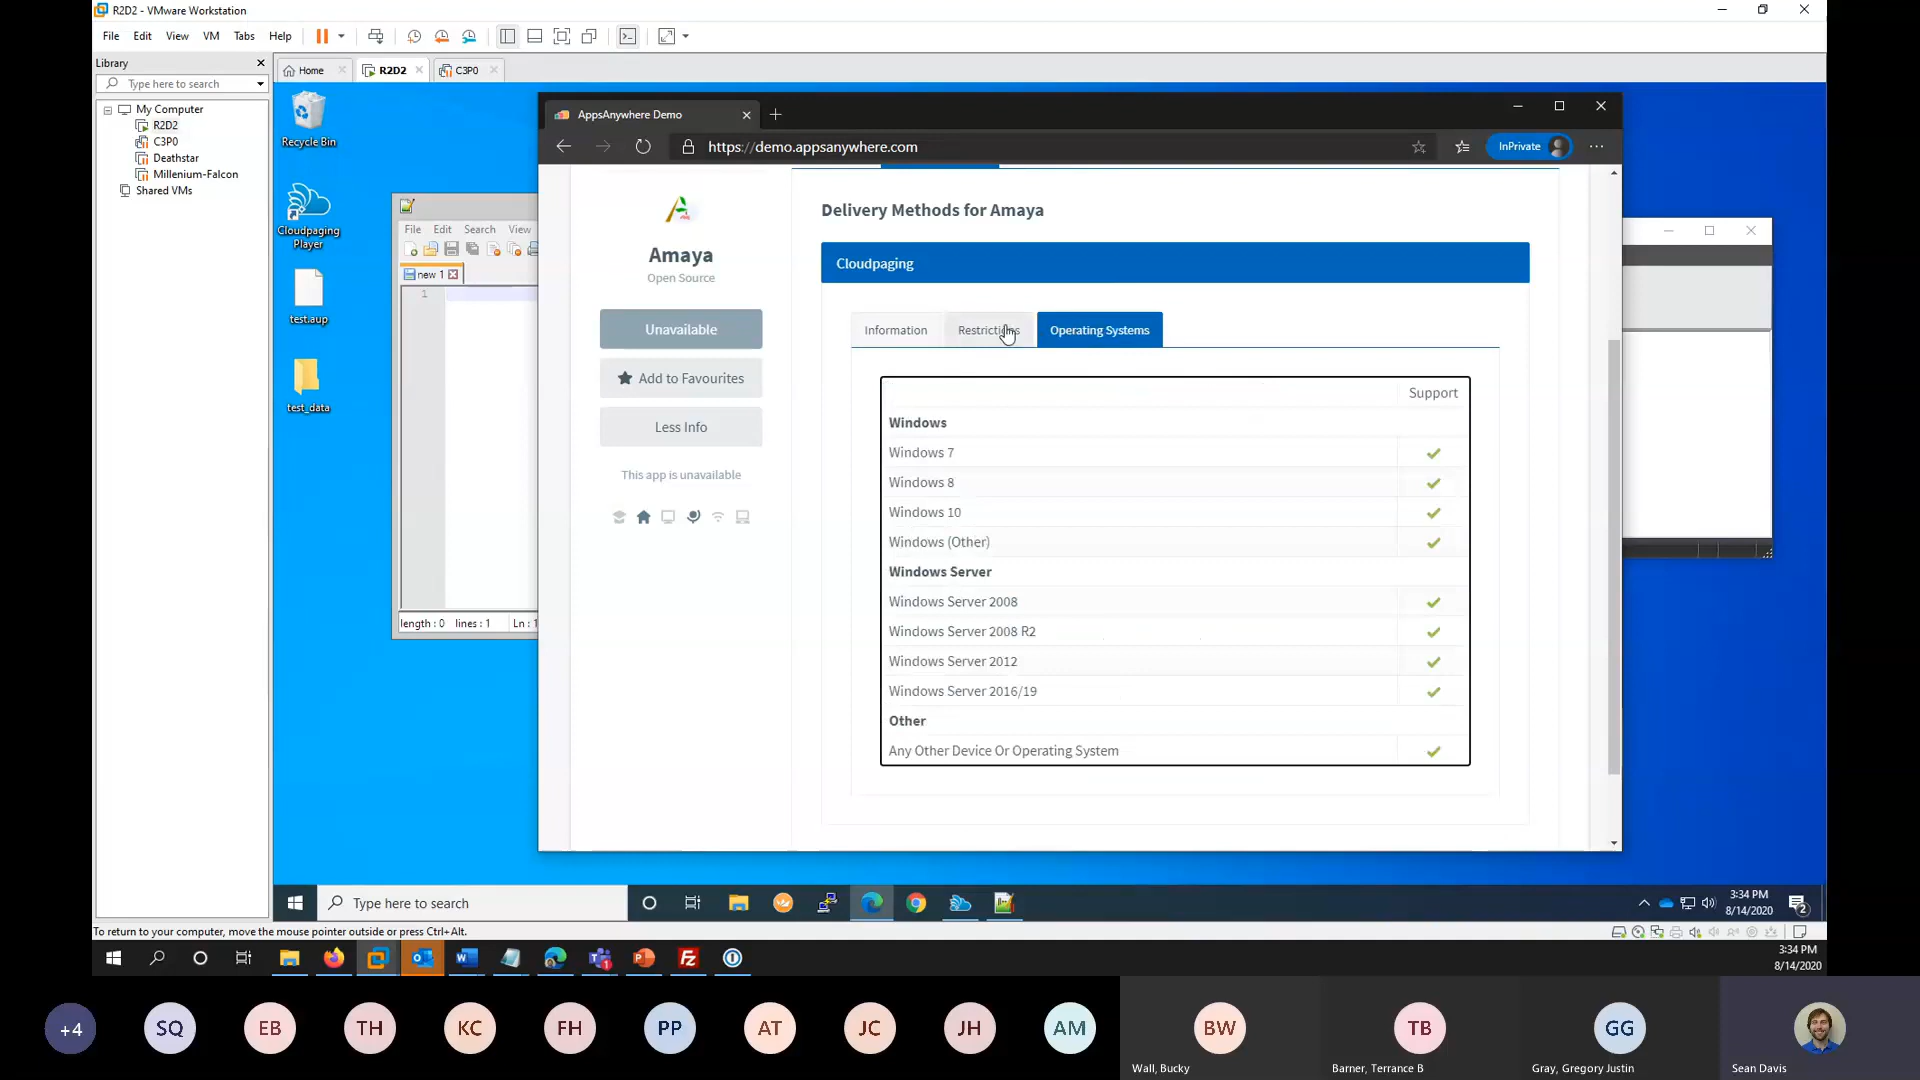 R2D2 - VMware Workstation
File Edit View VM Tabs Help
Library
Type here to search
My Computer
R2D2
C3P0
Deathstar
Millenium-Falcon
Shared VMs
Home R2D2 C3P0
Recycle Bin
Cloudpaging
Player
test.aup
test_data
File Edit Search View
new 1
1
length : 0 lines : 1 Ln : 1
AppsAnywhere Demo
https://demo.appsanywhere.com
InPrivate
Amaya
Open Source
Unavailable
Add to Favourites
Less Info
This app is unavailable
Delivery Methods for Amaya
Cloudpaging
Information Restrictions Operating Systems
Support
Windows
Windows 7
Windows 8
Windows 10
Windows (Other)
Windows Server
Windows Server 2008
Windows Server 2008 R2
Windows Server 2012
Windows Server 2016/19
Other
Any Other Device Or Operating System
Type here to search
3:34 PM
8/14/2020
2
To return to your computer, move the mouse pointer outside or press Ctrl+Alt.
3:34 PM
8/14/2020
+4 SQ EB TH KC FH PP AT JC JH AM BW TB GG
Wall, Bucky Barner, Terrance B Gray, Gregory Justin Sean Davis